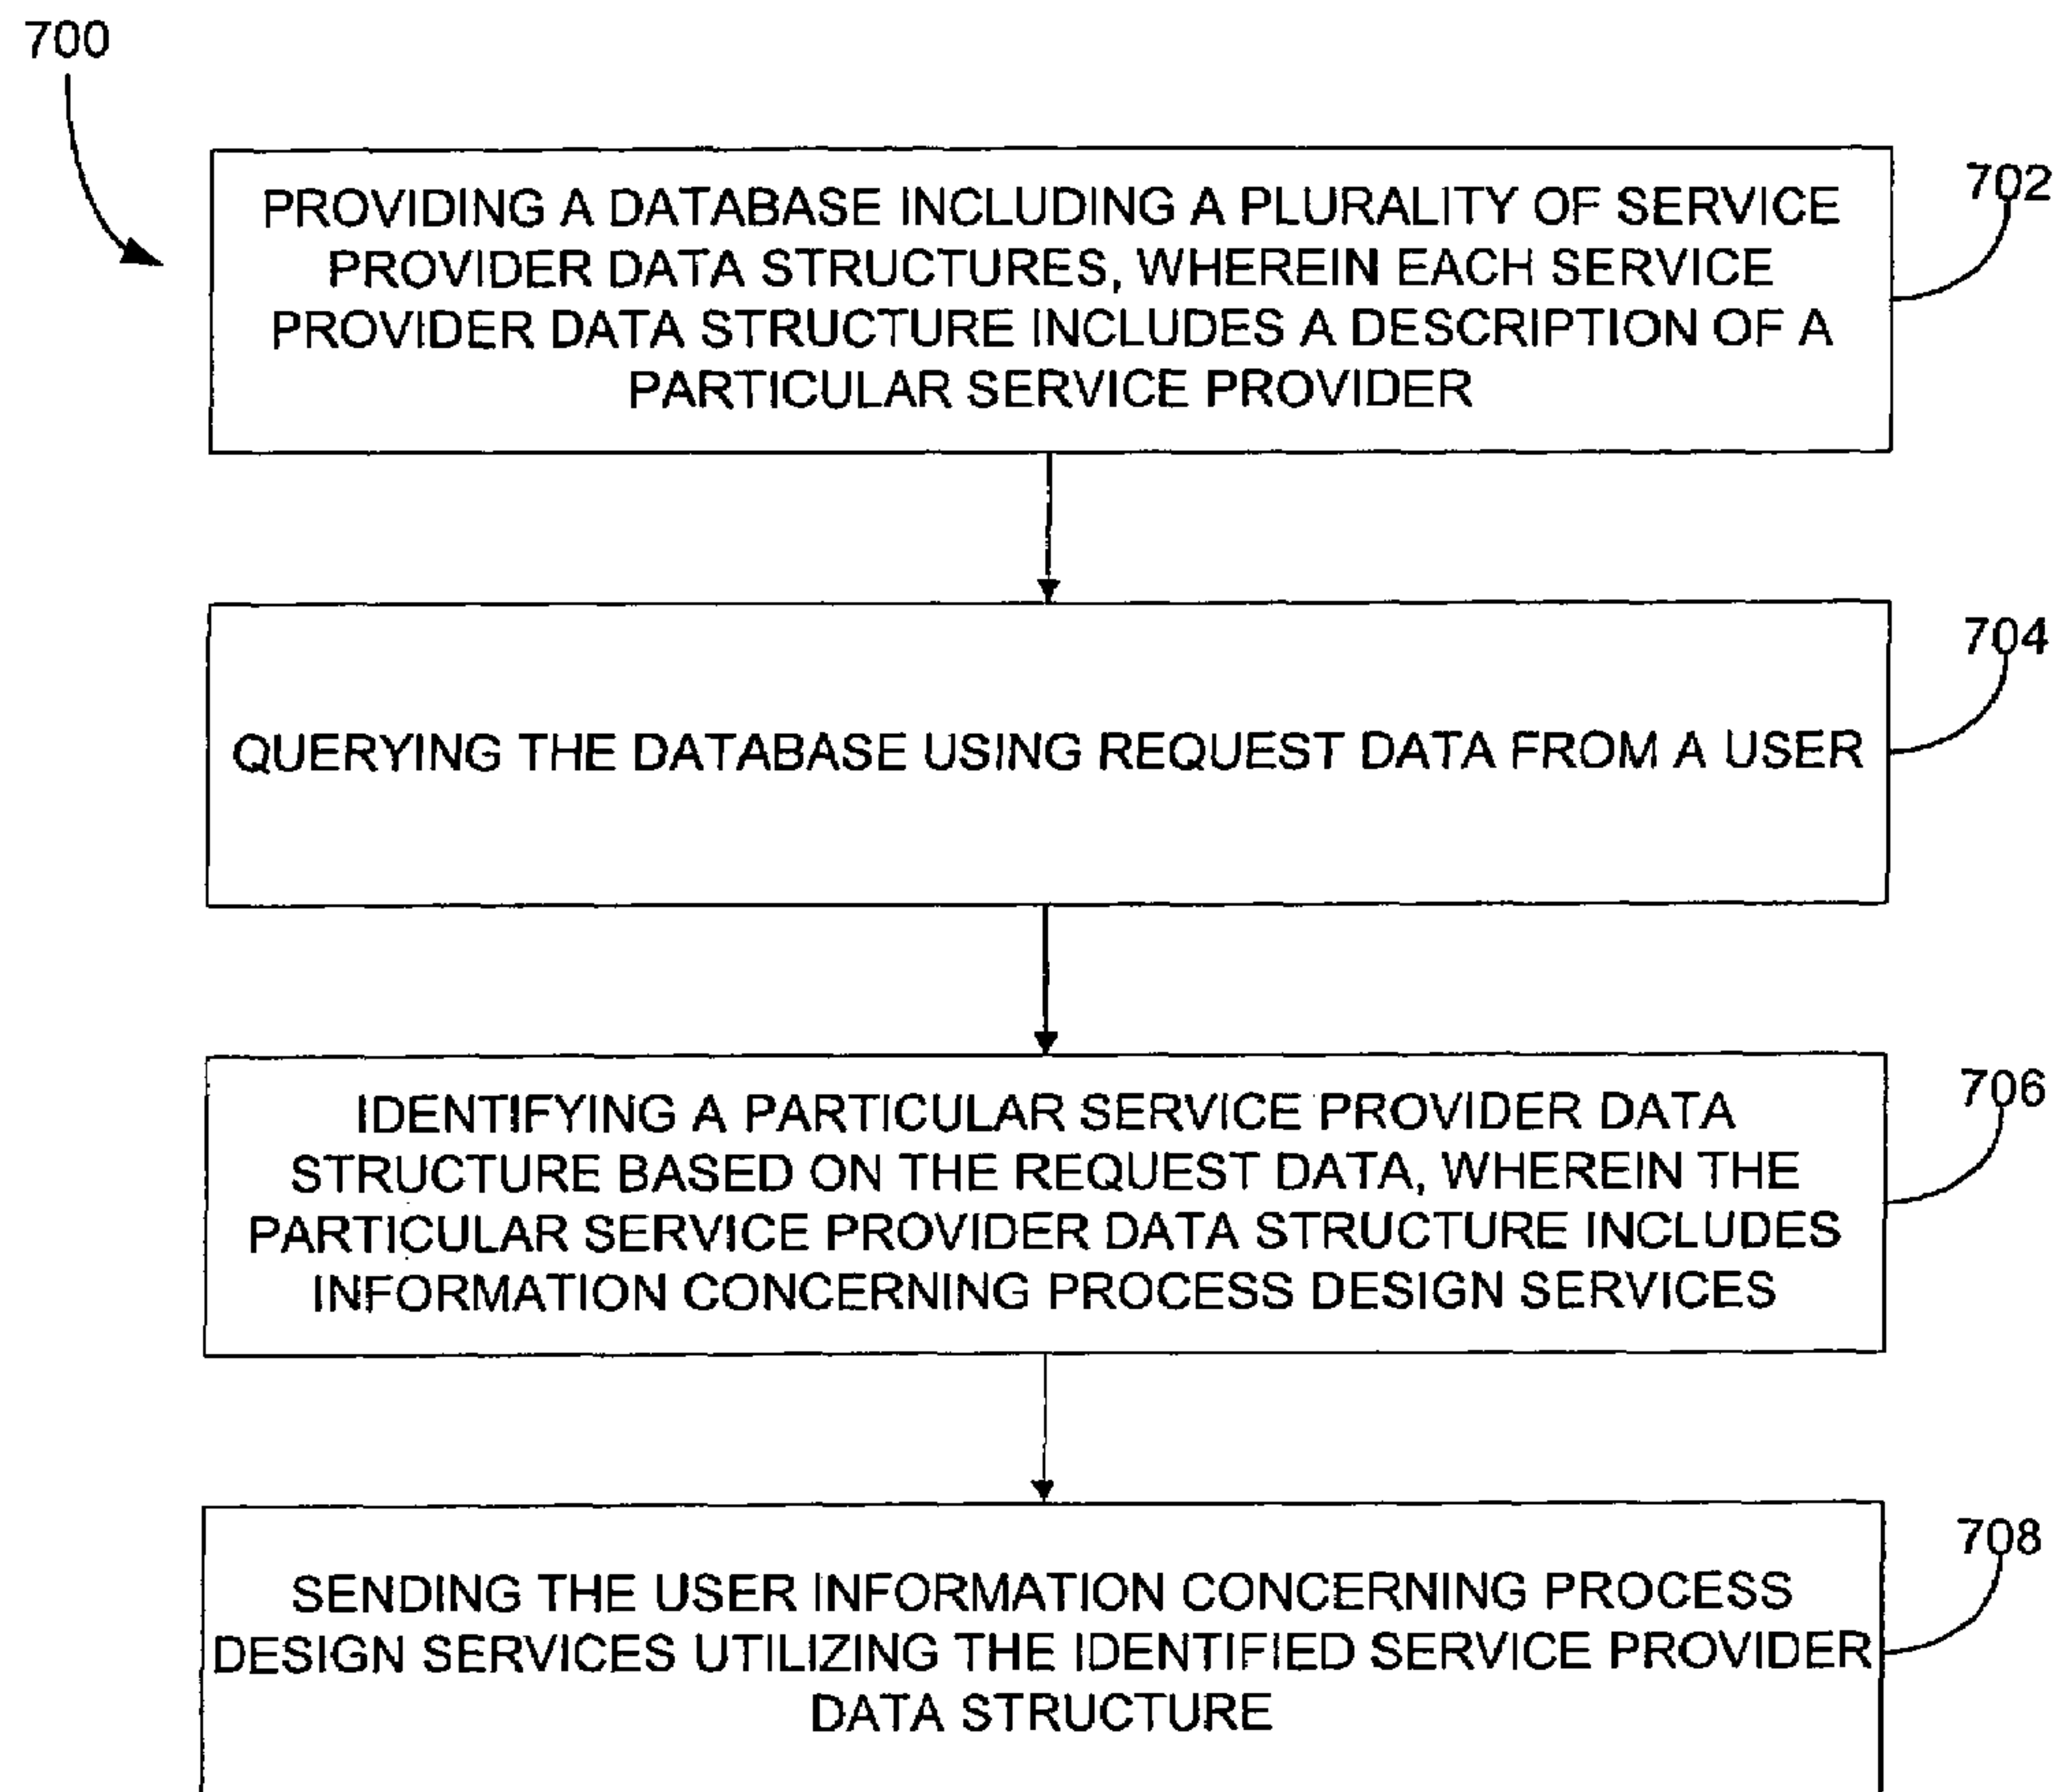 700
PROVIDING A DATABASE INCLUDING A PLURALITY OF SERVICE
PROVIDER DATA STRUCTURES, WHEREIN EACH SERVICE
PROVIDER DATA STRUCTURE INCLUDES A DESCRIPTION OF A
PARTICULAR SERVICE PROVIDER
702
QUERYING THE DATABASE USING REQUEST DATA FROM A USER
704
IDENTIFYING A PARTICULAR SERVICE PROVIDER DATA
STRUCTURE BASED ON THE REQUEST DATA, WHEREIN THE
PARTICULAR SERVICE PROVIDER DATA STRUCTURE INCLUDES
INFORMATION CONCERNING PROCESS DESIGN SERVICES
706
SENDING THE USER INFORMATION CONCERNING PROCESS
DESIGN SERVICES UTILIZING THE IDENTIFIED SERVICE PROVIDER
DATA STRUCTURE
708